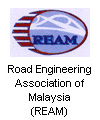 REAM
Road Engineering
Association of
Malaysia
(REAM)